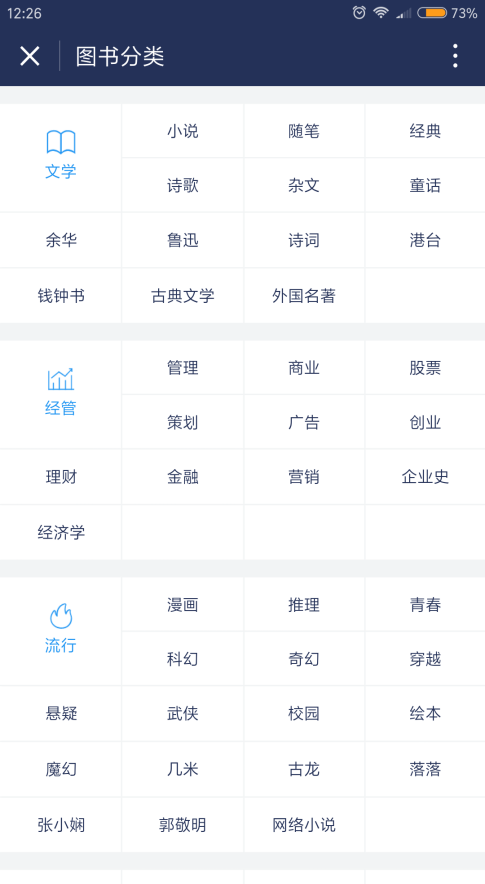 12:26 73%
图书分类
小说 随笔 经典
文学
诗歌 杂文 童话
余华 鲁迅 诗词 港台
钱钟书 古典文学 外国名著
管理 商业 股票
经管
策划 广告 创业
理财 金融 营销 企业史
经济学
漫画 推理 青春
流行
科幻 奇幻 穿越
悬疑 武侠 校园 绘本
魔幻 几米 古龙 落落
张小娴 郭敬明 网络小说